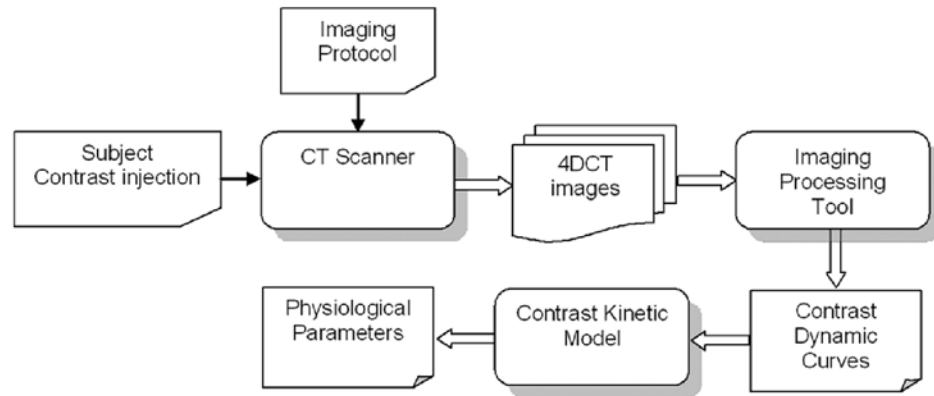 Imaging
Protocol
Subject
Contrast injection
CT Scanner
4DCT
images
Imaging
Processing
Tool
Physiological
Parameters
Contrast Kinetic
Model
Contrast
Dynamic
Curves